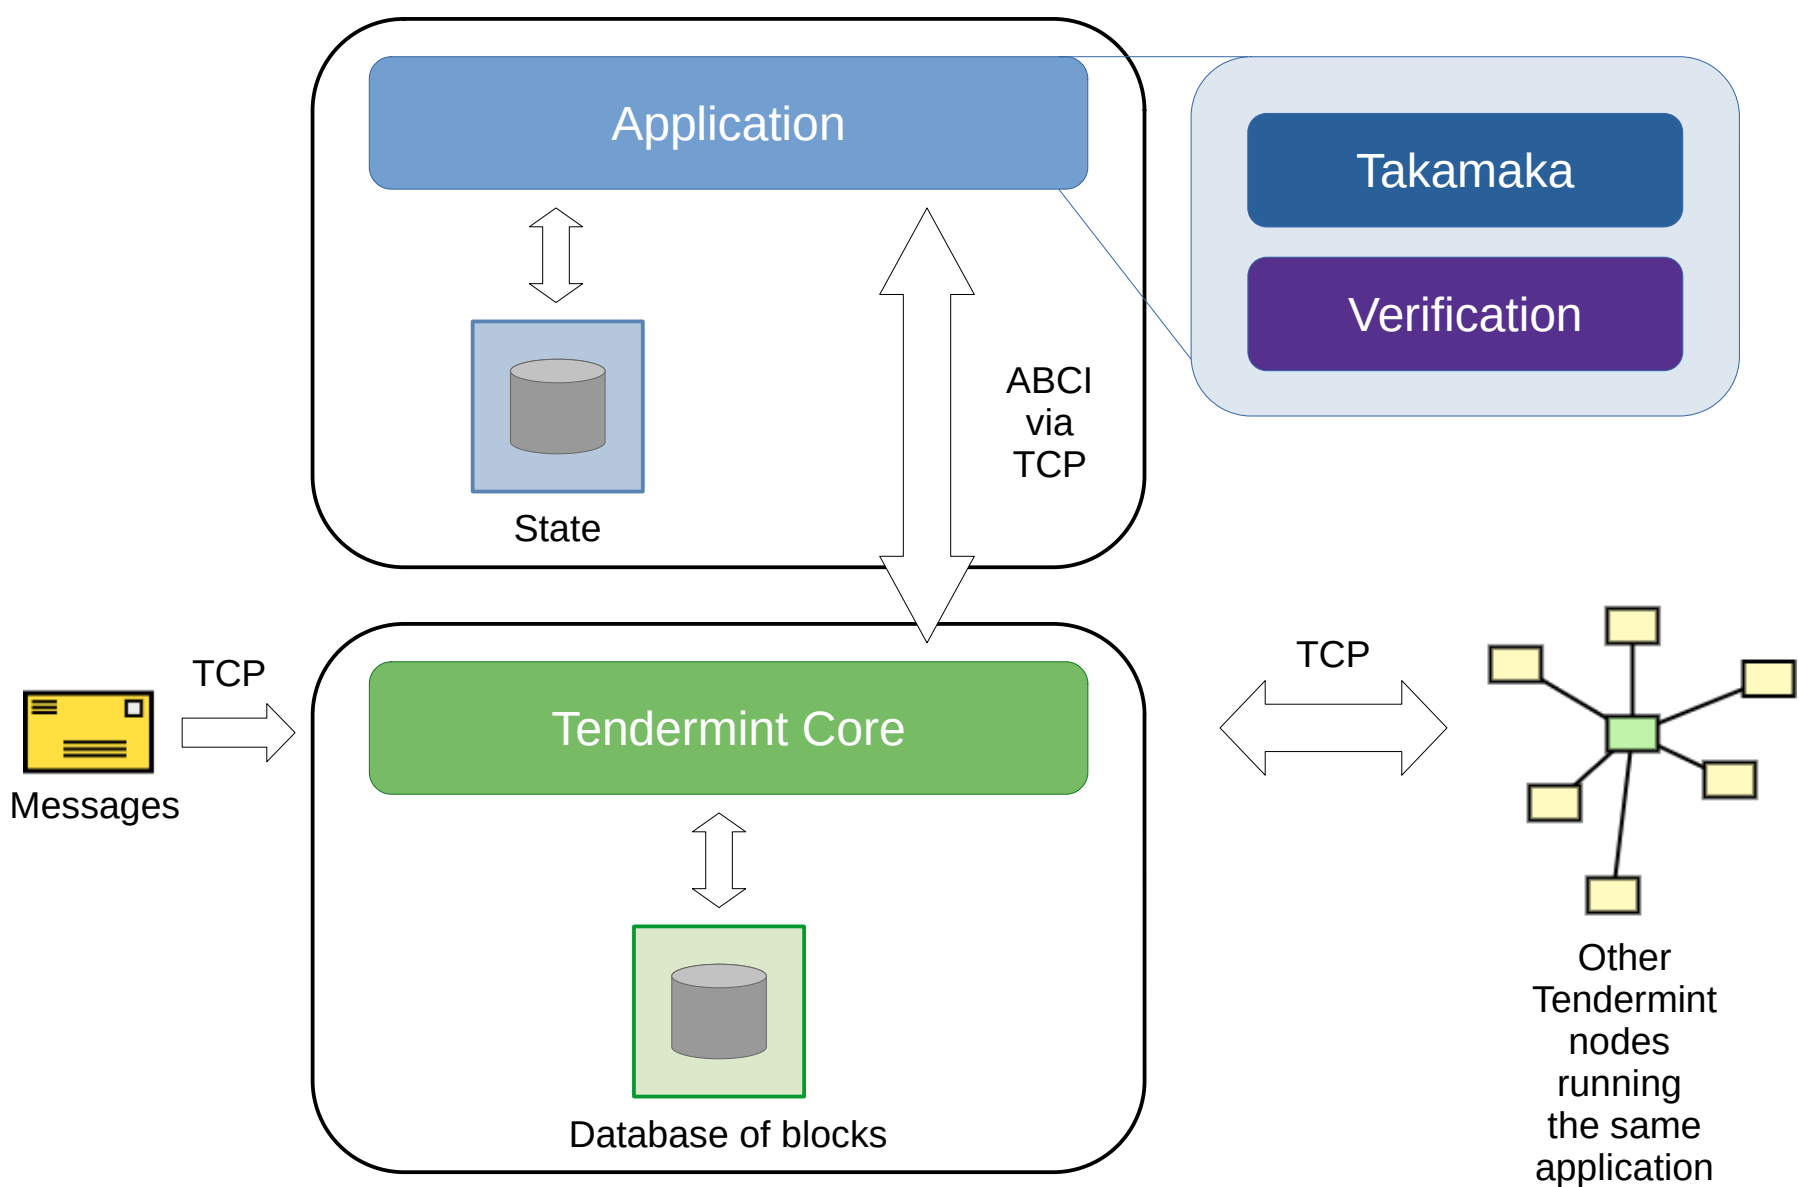 Application
Takamaka
Verification
ABCI
via
TCP
State
TCP
Messages
Tendermint Core
TCP
Database of blocks
Other
Tendermint
nodes
running
the same
application